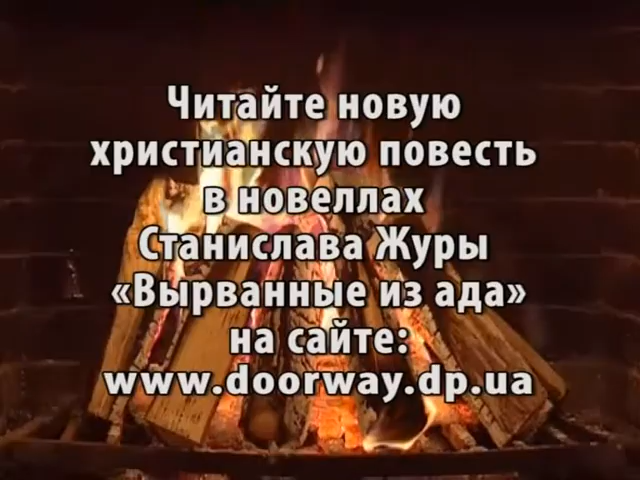 Читайте новую
христианскую повесть
в новеллах
Станислава Журы
«Вырванные из ада»
на сайте:
www.doorway.dp.ua